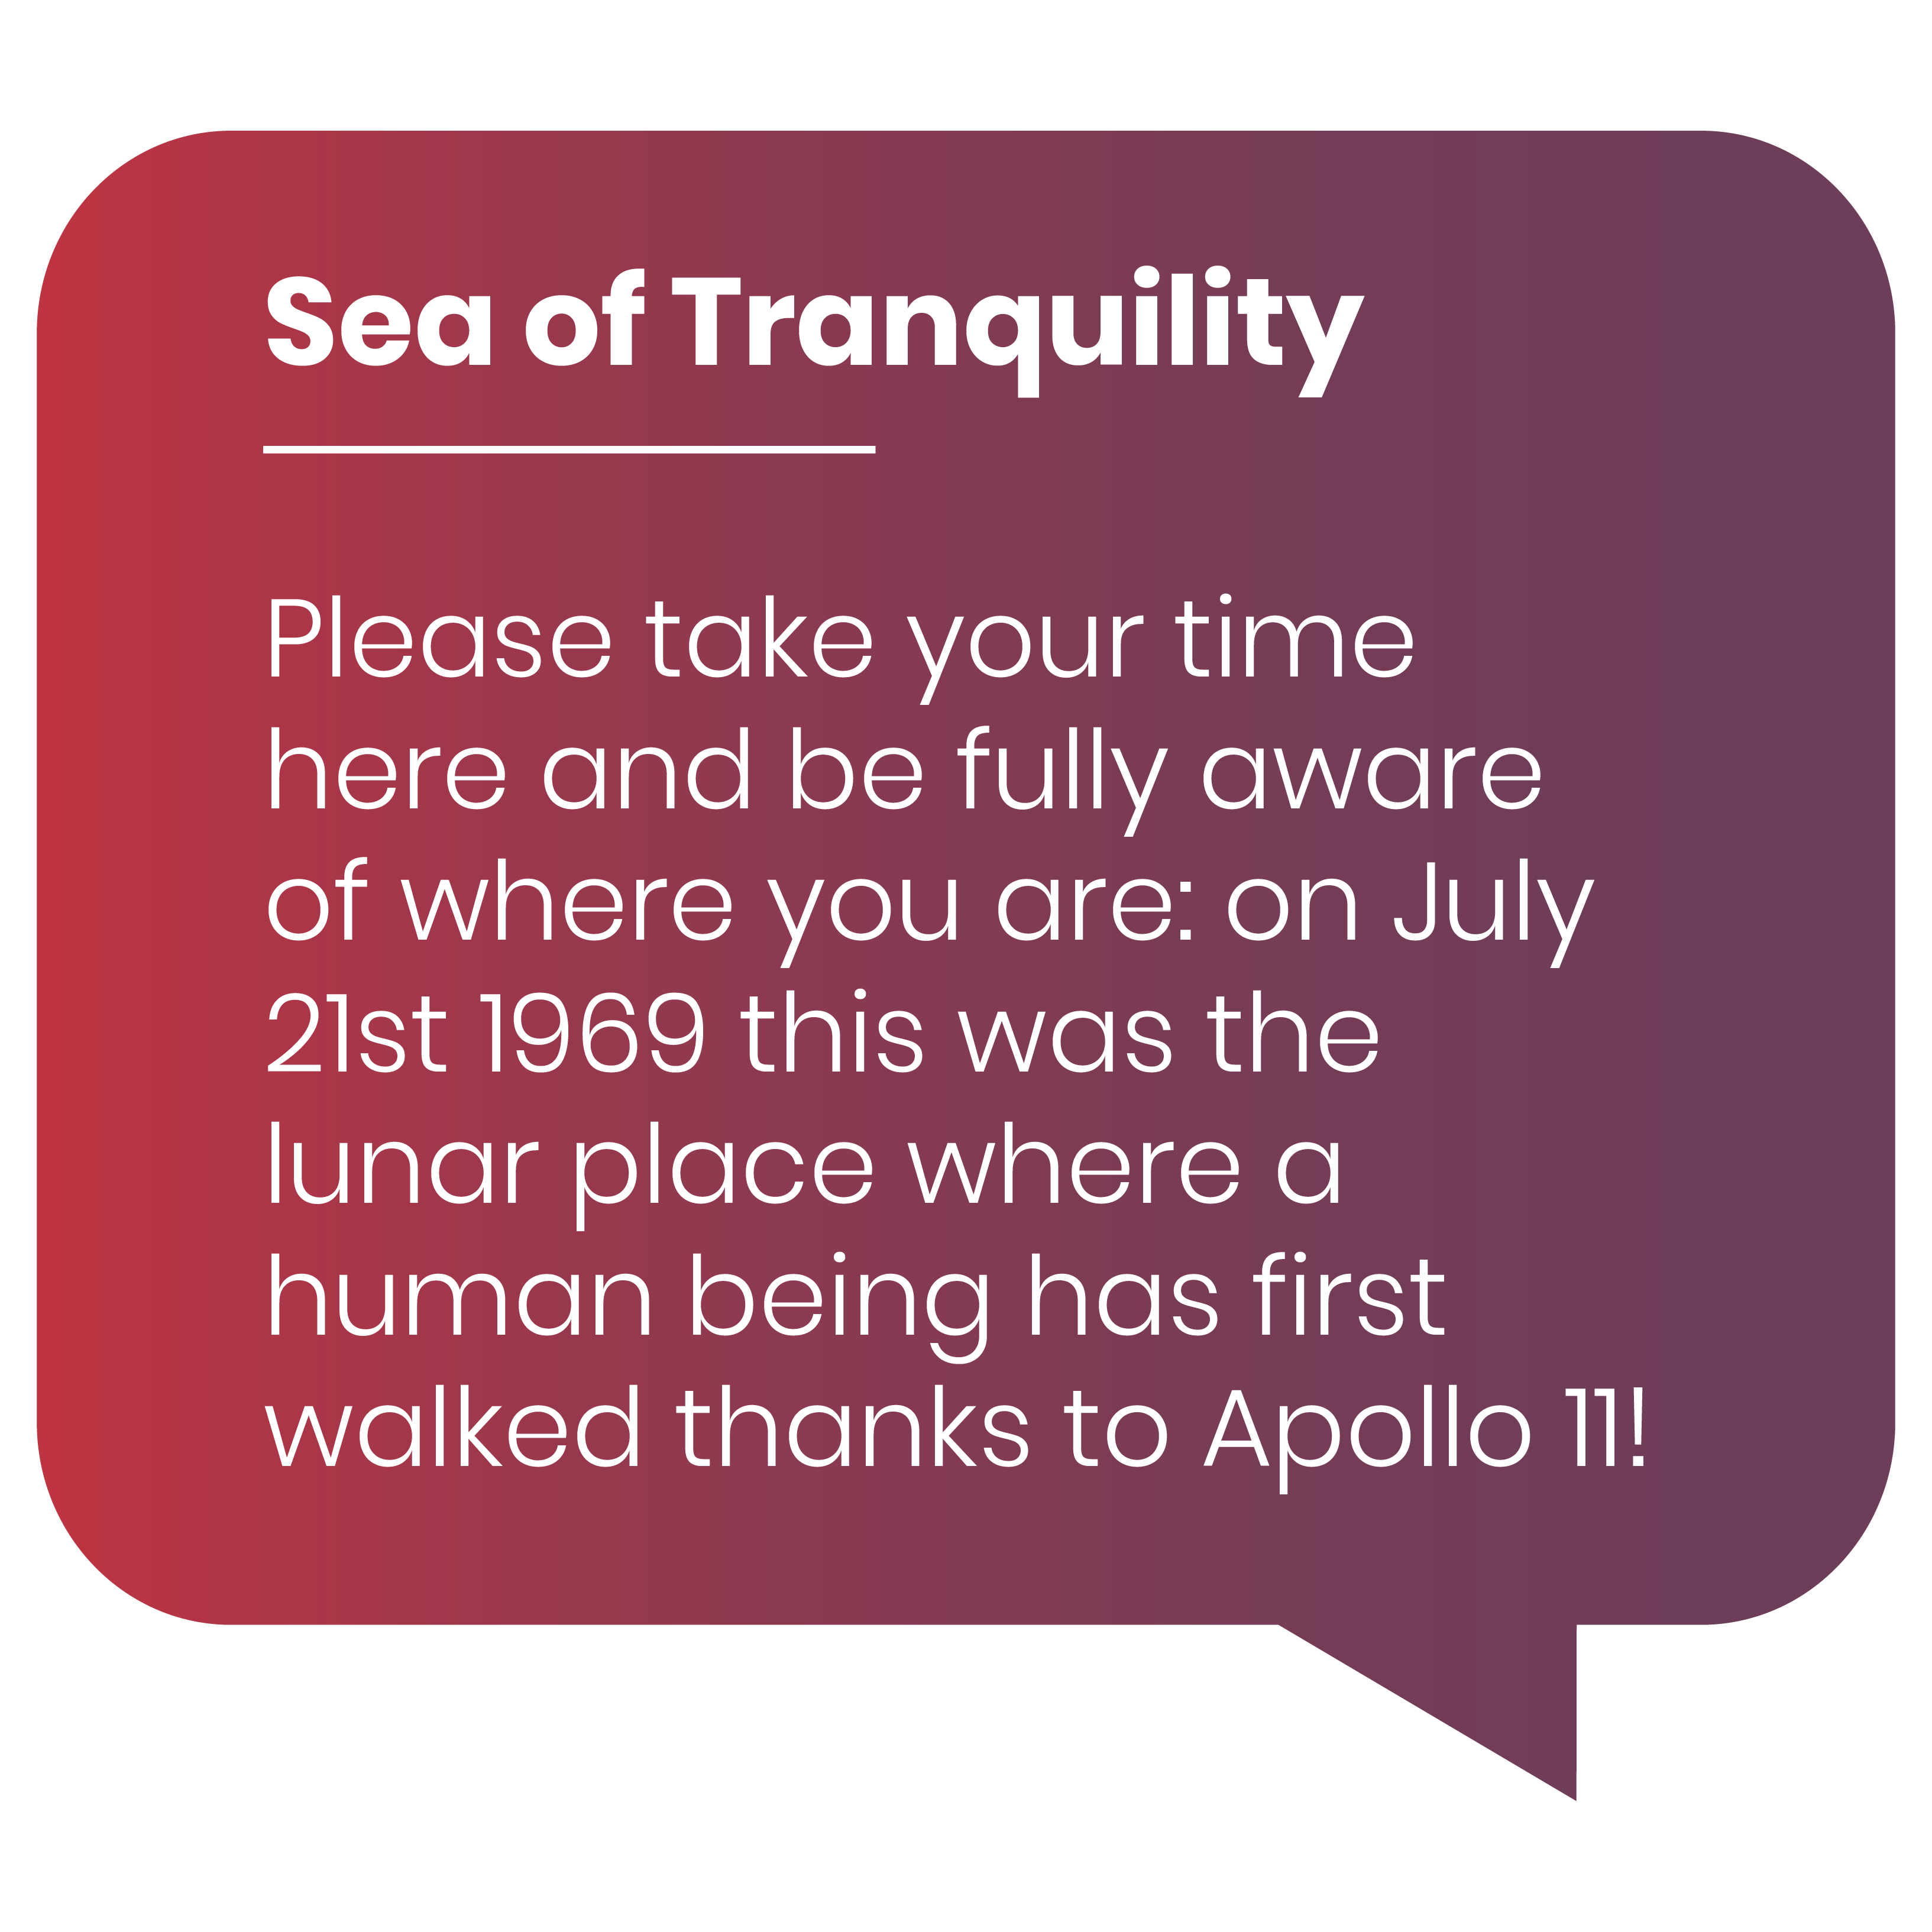 Sea of Tranquility
Please take your time
here and be fully aware
of where you are: on July
21st 1969 this was the
lunar place where a
human being has first
walked thanks to Apollo 11!